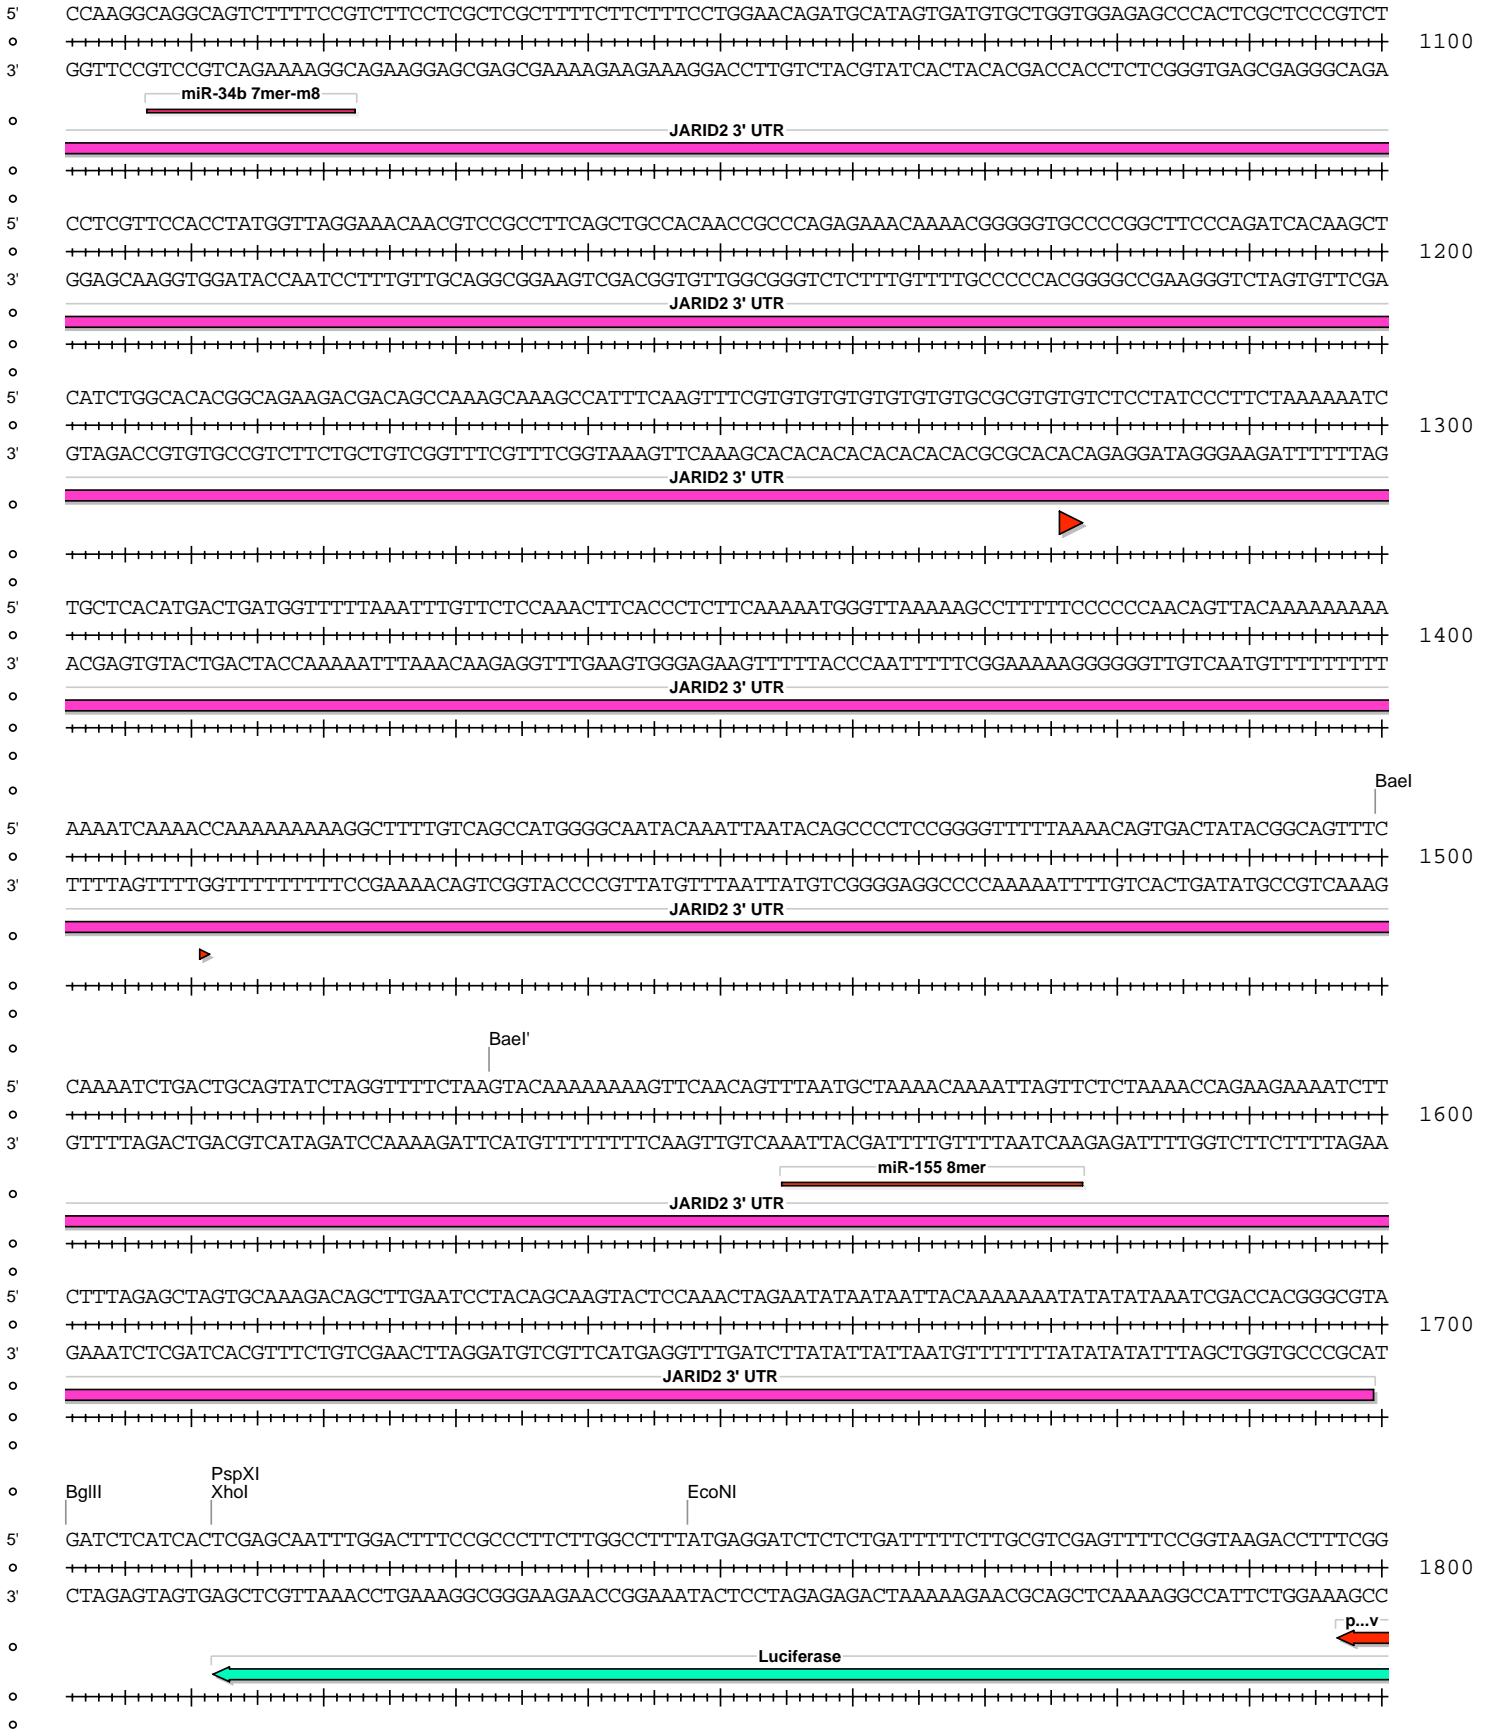 5' CCAAGGCAGGCAGTCTTTTCCGTCTTCCTCGCTCGCTTTTCTTCTTTCCTGGAACAGATGCATAGTGATGTGCTGGTGGAGAGCCCACTCGCTCCCGTCT
1100
3' GGTTCCGTCCGTCAGAAAAGGCAGAAGGAGCGAGCGAAAAGAAGAAAGGACCTTGTCTACGTATCACTACACGACCACCTCTCGGGTGAGCGAGGGCAGA
miR-34b 7mer-m8
JARID2 3' UTR
5' CCTCGTTCCACCTATGGTTAGGAAACAACGTCCGCCTTCAGCTGCCACAACCGCCCAGAGAAACAAAACGGGGGTGCCCCGGCTTCCCAGATCACAAGCT
1200
3' GGAGCAAGGTGGATACCAATCCTTTGTTGCAGGCGGAAGTCGACGGTGTTGGCGGGTCTCTTTGTTTTGCCCCCACGGGGCCGAAGGGTCTAGTGTTCGA
JARID2 3' UTR
5' CATCTGGCACACGGCAGAAGACGACAGCCAAAGCAAAGCCATTTCAAGTTTCGTGTGTGTGTGTGTGTGCGCGTGTGTCTCCTATCCCTTCTAAAAAATC
1300
3' GTAGACCGTGTGCCGTCTTCTGCTGTCGGTTTCGTTTCGGTAAAGTTCAAAGCACACACACACACACACGCGCACACAGAGGATAGGGAAGATTTTTTAG
JARID2 3' UTR
5' TGCTCACATGACTGATGGTTTTTAAATTTGTTCTCCAAACTTCACCCTCTTCAAAAATGGGTTAAAAAGCCTTTTTCCCCCCAACAGTTACAAAAAAAAA
1400
3' ACGAGTGTACTGACTACCAAAAATTTAAACAAGAGGTTTGAAGTGGGAGAAGTTTTTACCCAATTTTTCGGAAAAAGGGGGGTTGTCAATGTTTTTTTTT
JARID2 3' UTR
BaeI
5' AAAATCAAAACCAAAAAAAAAGGCTTTTGTCAGCCATGGGGCAATACAAATTAATACAGCCCCTCCGGGGTTTTTAAAACAGTGACTATACGGCAGTTTC
1500
3' TTTTAGTTTTGGTTTTTTTTTCCGAAAACAGTCGGTACCCCGTTATGTTTAATTATGTCGGGGAGGCCCCAAAAATTTTGTCACTGATATGCCGTCAAAG
JARID2 3' UTR
BaeI'
5' CAAAATCTGACTGCAGTATCTAGGTTTTCTAAGTACAAAAAAAAGTTCAACAGTTTAATGCTAAAACAAAATTAGTTCTCTAAAACCAGAAGAAAATCTT
1600
3' GTTTTAGACTGACGTCATAGATCCAAAAGATTCATGTTTTTTTTCAAGTTGTCAAATTACGATTTTGTTTTAATCAAGAGATTTTGGTCTTCTTTTAGAA
miR-155 8mer
JARID2 3' UTR
5' CTTTAGAGCTAGTGCAAAGACAGCTTGAATCCTACAGCAAGTACTCCAAACTAGAATATAATAATTACAAAAAAATATATATAAATCGACCACGGGCGTA
1700
3' GAAATCTCGATCACGTTTCTGTCGAACTTAGGATGTCGTTCATGAGGTTTGATCTTATATTATTAATGTTTTTTTATATATATTTAGCTGGTGCCCGCAT
JARID2 3' UTR
PspXI
BglII XhoI EcoNI
5' GATCTCATCACTCGAGCAATTTGGACTTTCCGCCCTTCTTGGCCTTTATGAGGATCTCTCTGATTTTTCTTGCGTCGAGTTTTCCGGTAAGACCTTTCGG
1800
3' CTAGAGTAGTGAGCTCGTTAAACCTGAAAGGCGGGAAGAACCGGAAATACTCCTAGAGAGACTAAAAAGAACGCAGCTCAAAAGGCCATTCTGGAAAGCC
p...v
Luciferase